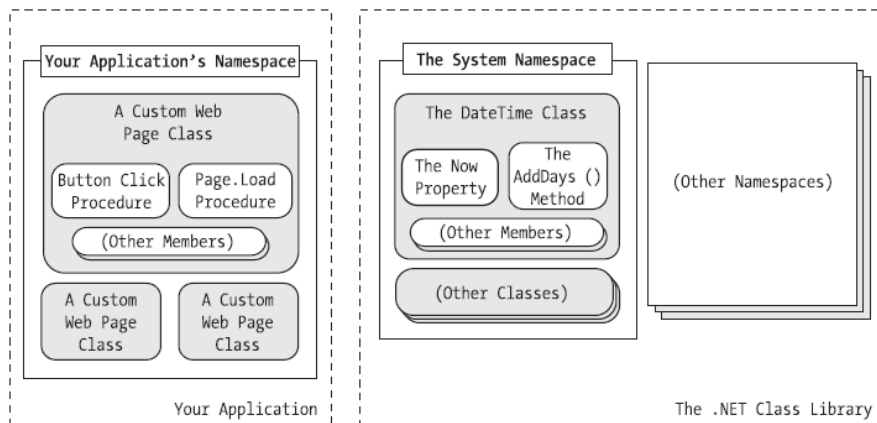 Your Application's Namespace
A Custom Web
Page Class
Button Click
Procedure
Page.Load
Procedure
(Other Members)
A Custom
Web Page
Class
A Custom
Web Page
Class
Your Application
The System Namespace
The DateTime Class
The Now
Property
The
AddDays ()
Method
(Other Members)
(Other Classes)
(Other Namespaces)
The .NET Class Library